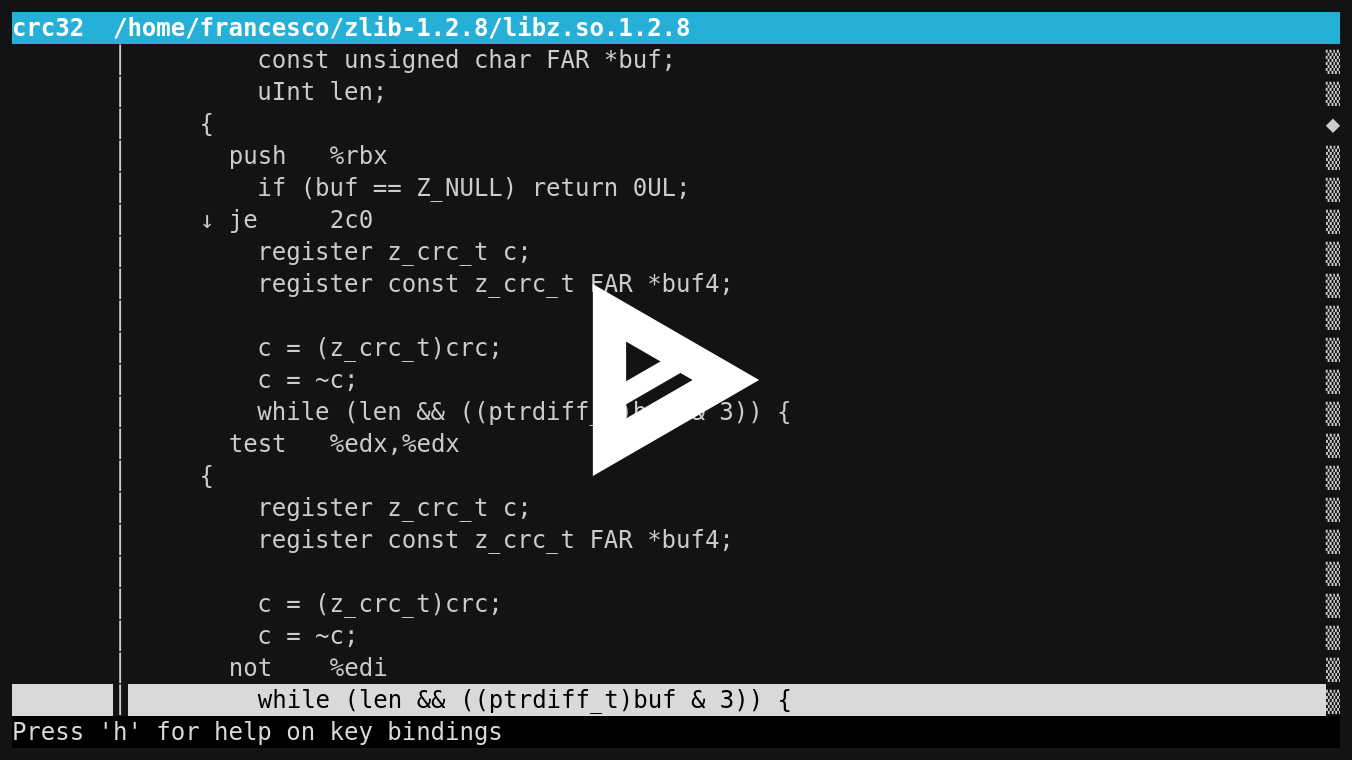 crc32  /home/francesco/zlib-1.2.8/libz.so.1.2.8
const unsigned char FAR *buf;
uInt len;
{
push   %rbx
if (buf == Z_NULL) return 0UL;
↓ je     2c0
register z_crc_t c;
register const z_crc_t FAR *buf4;
c = (z_crc_t)crc;
c = ~c;
while (len && ((ptrdiff_ & 3)) {
test   %edx,%edx
{
register z_crc_t c;
register const z_crc_t FAR *buf4;
c = (z_crc_t)crc;
c = ~c;
not    %edi
while (len && ((ptrdiff_t)buf & 3)) {
Press 'h' for help on key bindings